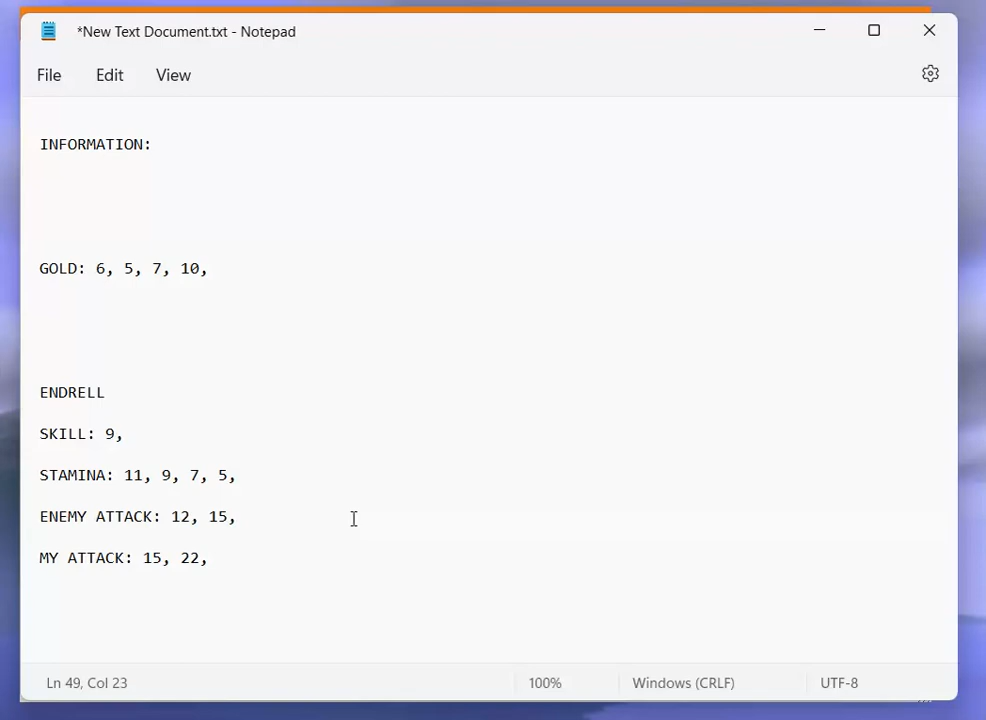 *New Text Document.txt - Notepad
File Edit View
INFORMATION:
GOLD: 6, 5, 7, 10,
ENDRELL
SKILL: 9,
STAMINA: 11, 9, 7, 5,
ENEMY ATTACK: 12, 15,
MY ATTACK: 15, 22,
Ln 49, Col 23 100% Windows (CRLF) UTF-8